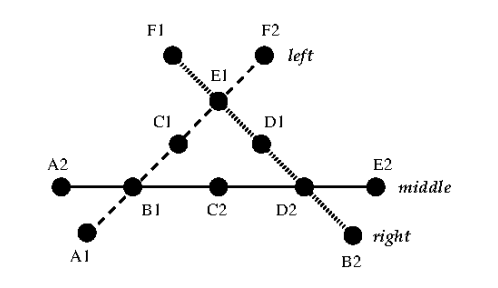 F1 F2
left
E1
C1 D1
A2 E2
middle
B1 C2 D2
right
A1 B2